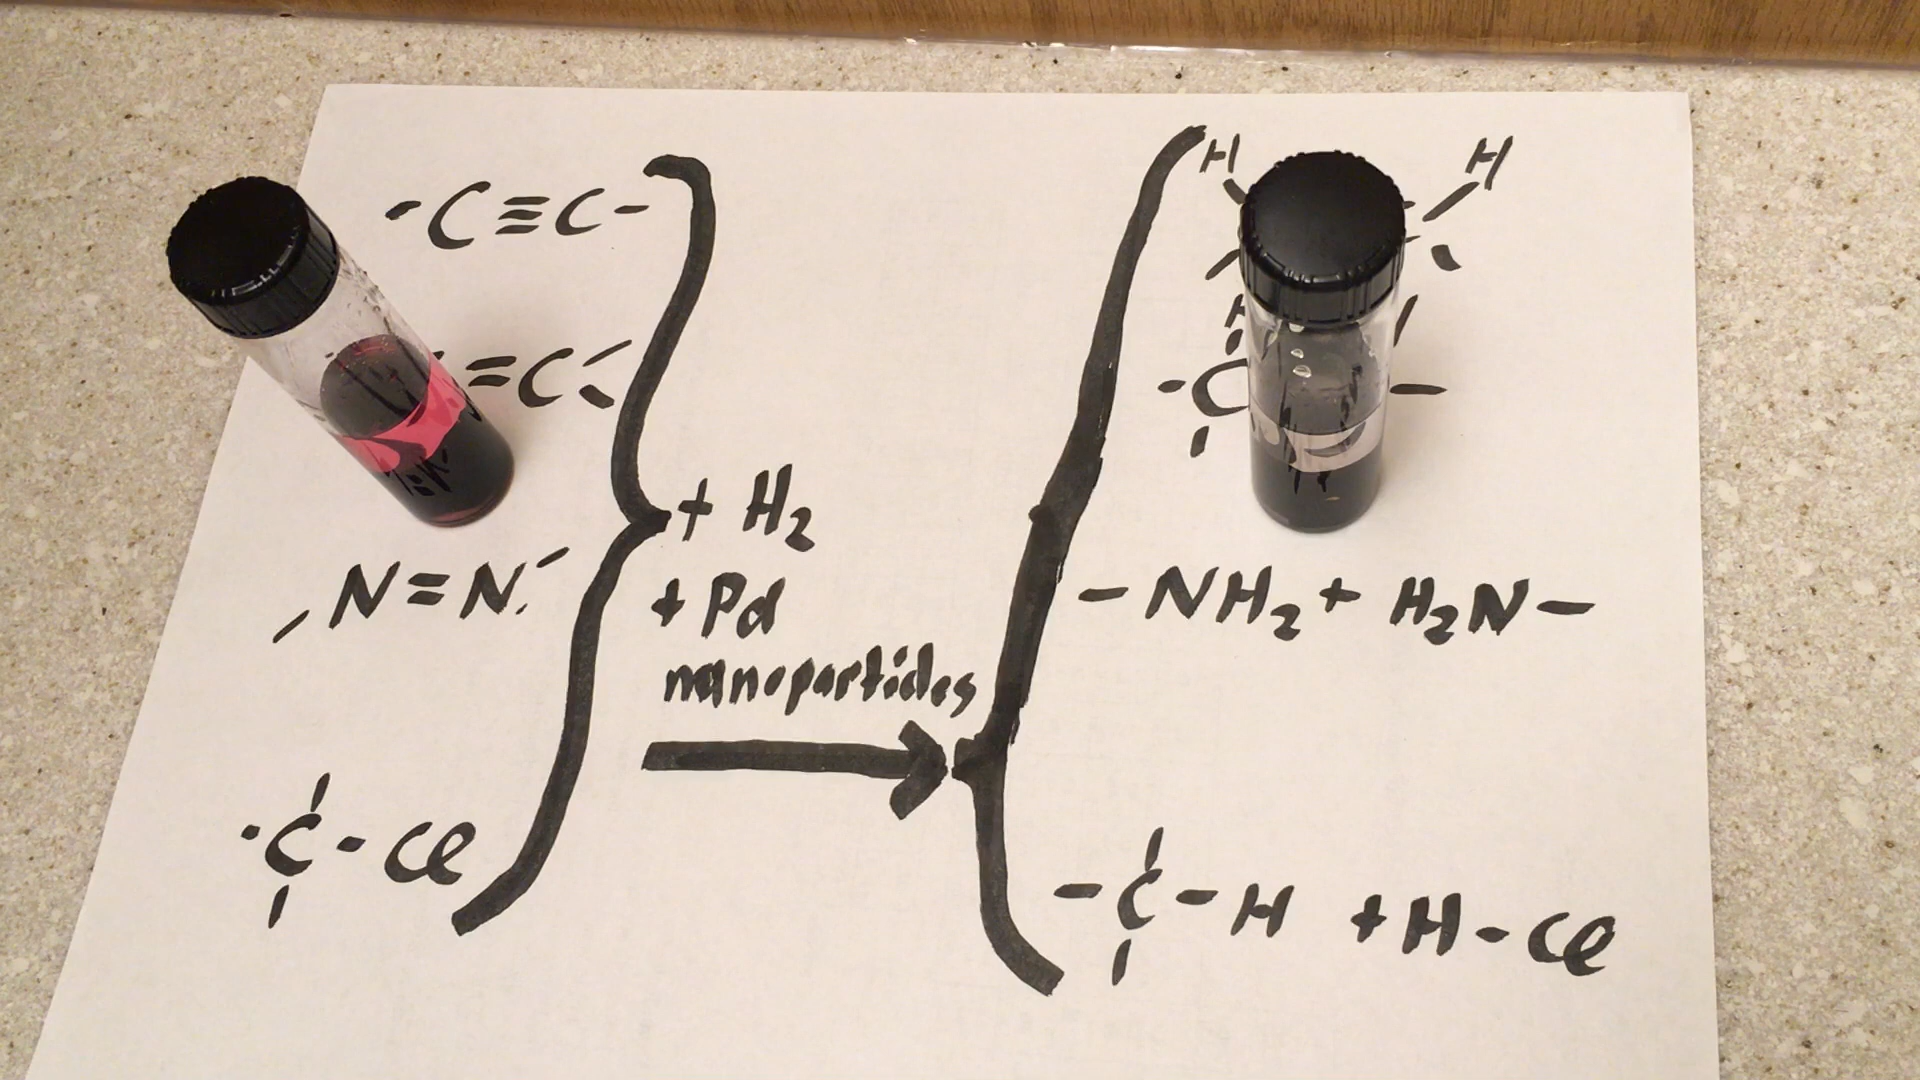 -C≡C-
=C
+ H2
+ Pd
nanoparticles
N=N
-C-Cl
H H
H
-C -
-NH2 + H2N-
-C-H + H-Cl